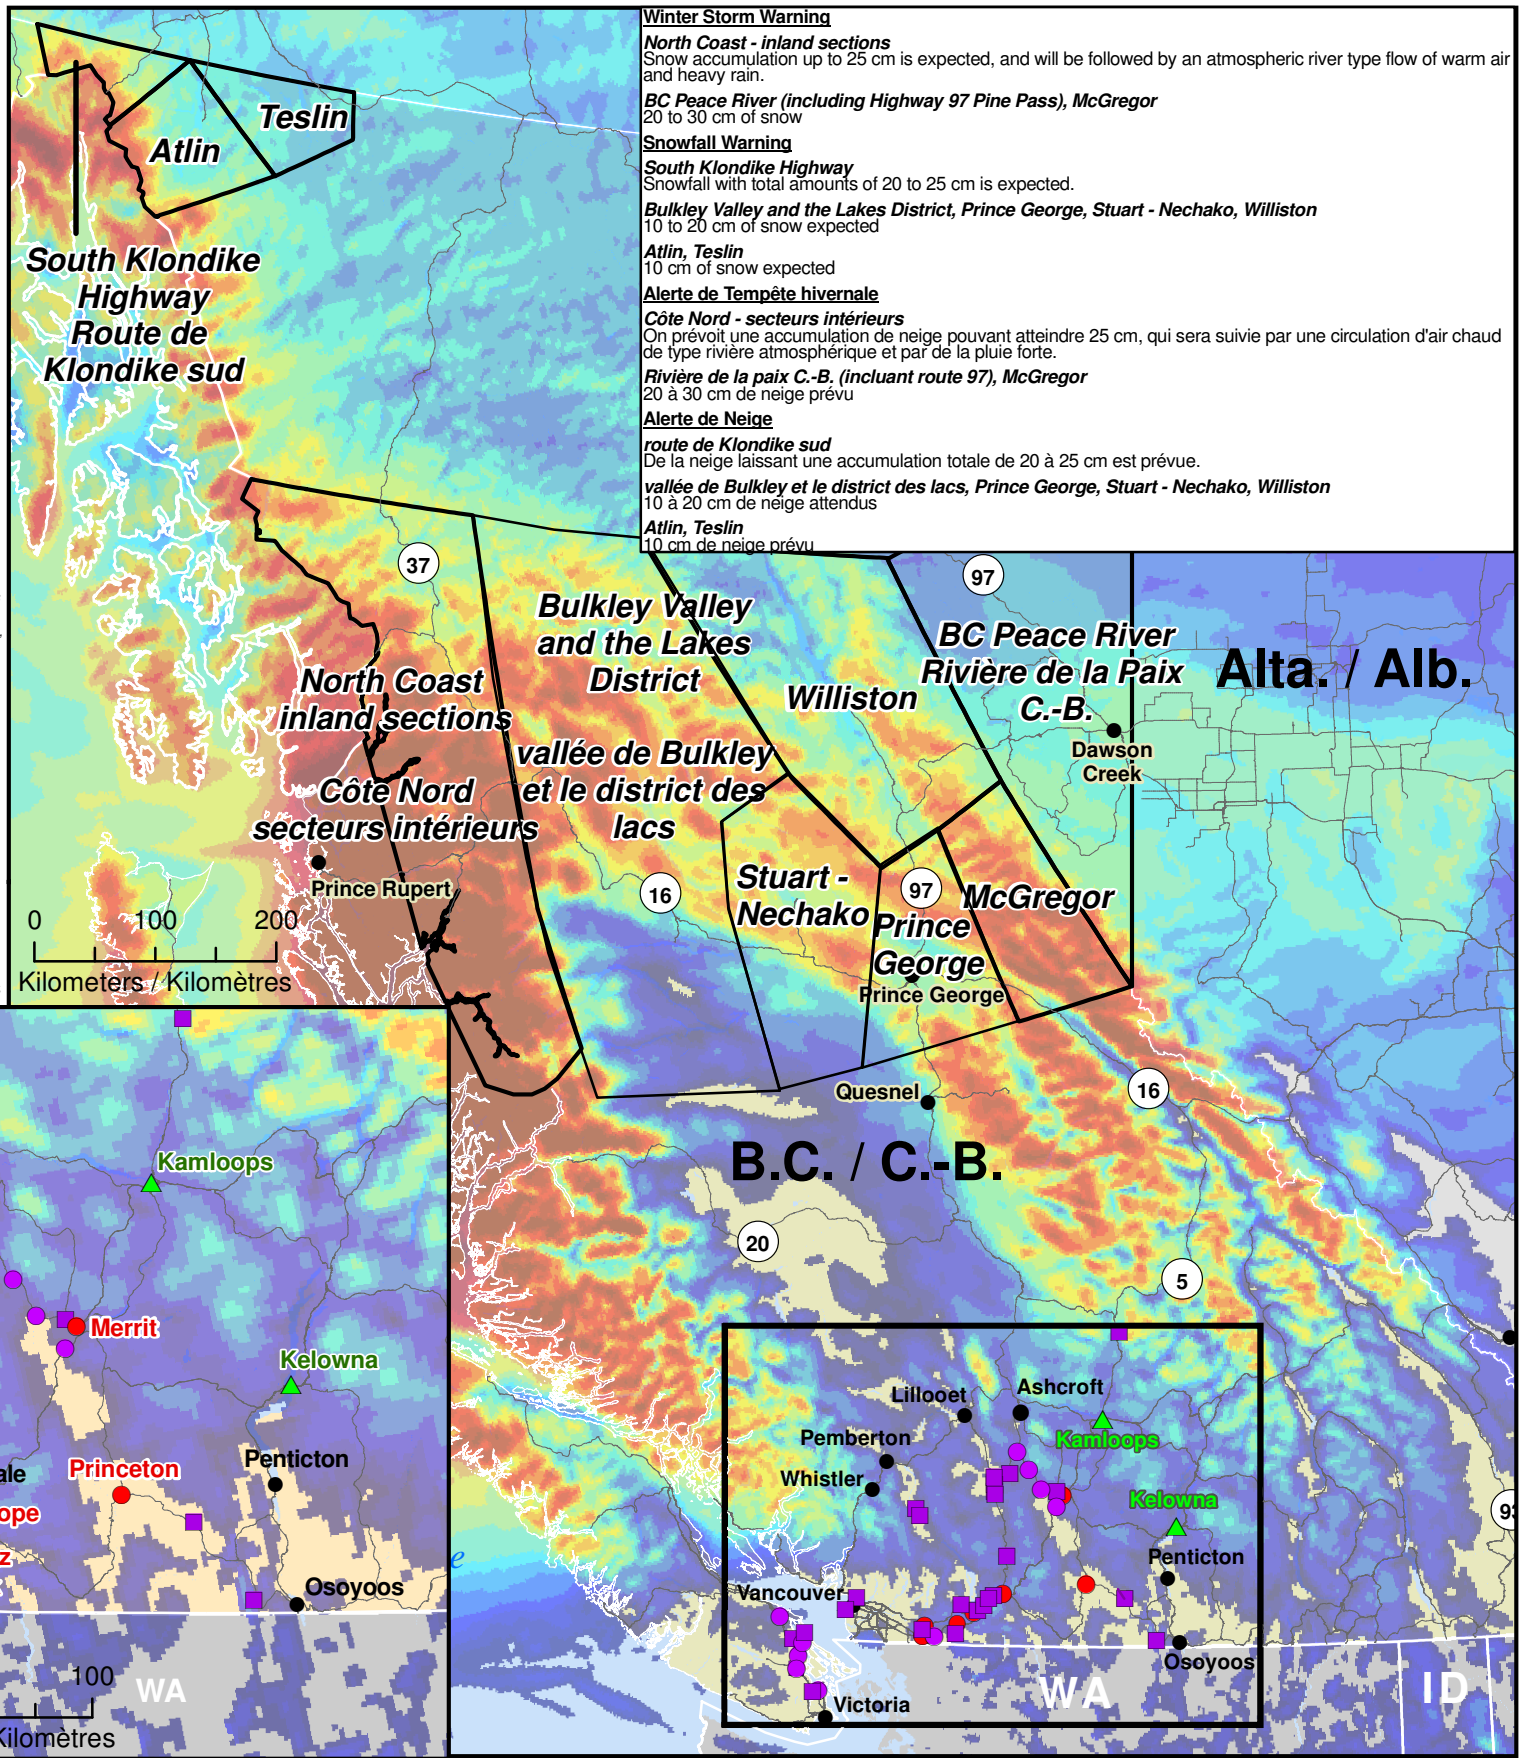 Winter Storm Warning
North Coast - inland sections
Snow accumulation up to 25 cm is expected, and will be followed by an atmospheric river type flow of warm air
and heavy rain.
BC Peace River (including Highway 97 Pine Pass), McGregor
20 to 30 cm of snow
Snowfall Warning
South Klondike Highway
Snowfall with total amounts of 20 to 25 cm is expected.
Bulkley Valley and the Lakes District, Prince George, Stuart - Nechako, Williston
10 to 20 cm of snow expected
Atlin, Teslin
10 cm of snow expected
Alerte de Tempête hivernale
Côte Nord - secteurs intérieurs
On prévoit une accumulation de neige pouvant atteindre 25 cm, qui sera suivie par une circulation d'air chaud
de type rivière atmosphérique et par de la pluie forte.
Rivière de la paix C.-B. (incluant route 97), McGregor
20 à 30 cm de neige prévu
Alerte de Neige
route de Klondike sud
De la neige laissant une accumulation totale de 20 à 25 cm est prévue.
vallée de Bulkley et le district des lacs, Prince George, Stuart - Nechako, Williston
10 à 20 cm de neige attendus
Atlin, Teslin
10 cm de neige prévu
Teslin
Atlin
South Klondike
Highway
Route de
Klondike sud
37
97
Bulkley Valley
and the Lakes
District
BC Peace River
Rivière de la Paix
C.-B.
Alta. / Alb.
North Coast
inland sections
Williston
Dawson
Creek
vallée de Bulkley
et le district des
lacs
Côte Nord
secteurs intérieurs
Prince Rupert
16
Stuart -
Nechako
97
McGregor
Prince
George
Prince George
0 100 200
Kilometers / Kilomètres
Quesnel
16
B.C. / C.-B.
20
5
Kamloops
Merrit
Kelowna
Penticton
Princeton
ale
ope
z
Osoyoos
100
WA
Kilomètres
e
Lillooet
Ashcroft
Pemberton
Kamloops
Whistler
Kelowna
93
Penticton
Vancouver
Osoyoos
Victoria
WA
ID